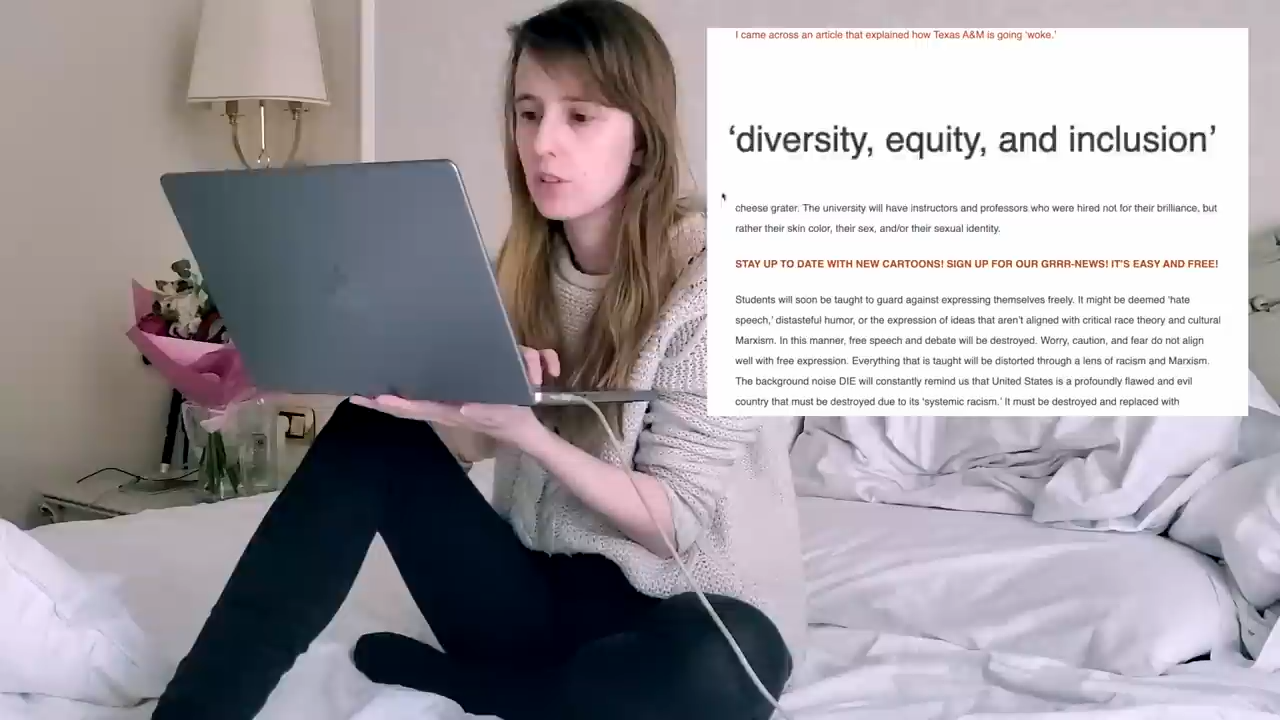 I came across an article that explained how Texas A&M is going ‘woke.’
‘diversity, equity, and inclusion’
cheese grater. The university will have instructors and professors who were hired not for their brilliance, but
rather their skin color, their sex, and/or their sexual identity.
STAY UP TO DATE WITH NEW CARTOONS! SIGN UP FOR OUR GRRR-NEWS! IT’S EASY AND FREE!
Students will soon be taught to guard against expressing themselves freely. It might be deemed ‘hate
speech,’ distasteful humor, or the expression of ideas that aren’t aligned with critical race theory and cultural
Marxism. In this manner, free speech and debate will be destroyed. Worry, caution, and fear do not align
well with free expression. Everything that is taught will be distorted through a lens of racism and Marxism.
The background noise DIE will constantly remind us that United States is a profoundly flawed and evil
country that must be destroyed due to its ‘systemic racism.’ It must be destroyed and replaced with